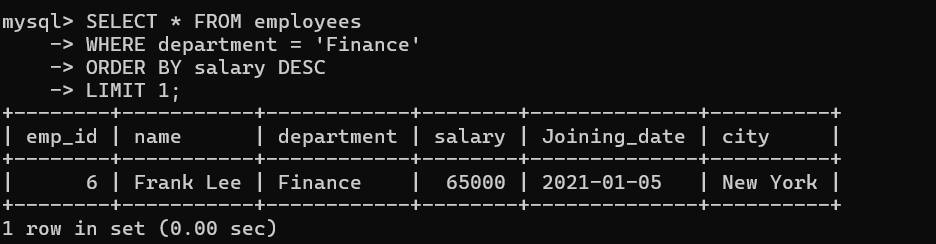 mysql> SELECT * FROM employees
    -> WHERE department = 'Finance'
    -> ORDER BY salary DESC
    -> LIMIT 1;
+--------+-----------+------------+--------+--------------+----------+
| emp_id | name      | department | salary | Joining_date | city     |
+--------+-----------+------------+--------+--------------+----------+
|      6 | Frank Lee | Finance    |  65000 | 2021-01-05   | New York |
+--------+-----------+------------+--------+--------------+----------+
1 row in set (0.00 sec)